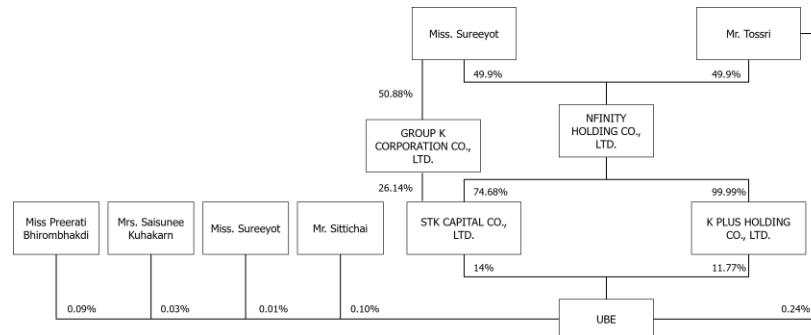 Miss. Sureeyot
Mr. Tossri
49.9%
49.9%
50.88%
GROUP K
CORPORATION CO.,
LTD.
NFINITY
HOLDING CO.,
LTD.
26.14%
74.68%
99.99%
Miss Preerati
Bhirombhakdi
Mrs. Saisunee
Kuhakarn
Miss. Sureeyot
Mr. Sittichai
STK CAPITAL CO.,
LTD.
K PLUS HOLDING
CO., LTD.
14%
11.77%
0.09%
0.03%
0.01%
0.10%
UBE
0.24%